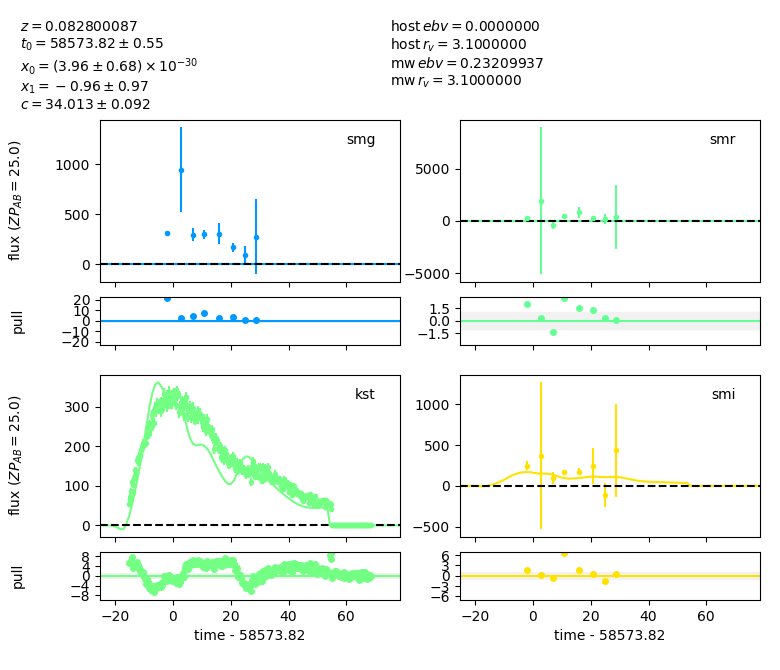 z = 0.082800087
t₀ = 58573.82 ± 0.55
x₀ = (3.96 ± 0.68) × 10⁻³⁰
x₁ = −0.96 ± 0.97
c = 34.013 ± 0.092
host ebv = 0.0000000
host r_v = 3.1000000
mw ebv = 0.23209937
mw r_v = 3.1000000
smg
1000
500
0
flux (ZP_AB = 25.0)
smr
5000
0
−5000
20
10
0
−10
−20
pull
1.5
0.0
−1.5
kst
300
200
100
0
flux (ZP_AB = 25.0)
smi
1000
500
0
−500
8
4
0
−4
−8
pull
−20 0 20 40 60
time - 58573.82
6
3
0
−3
−6
−20 0 20 40 60
time - 58573.82